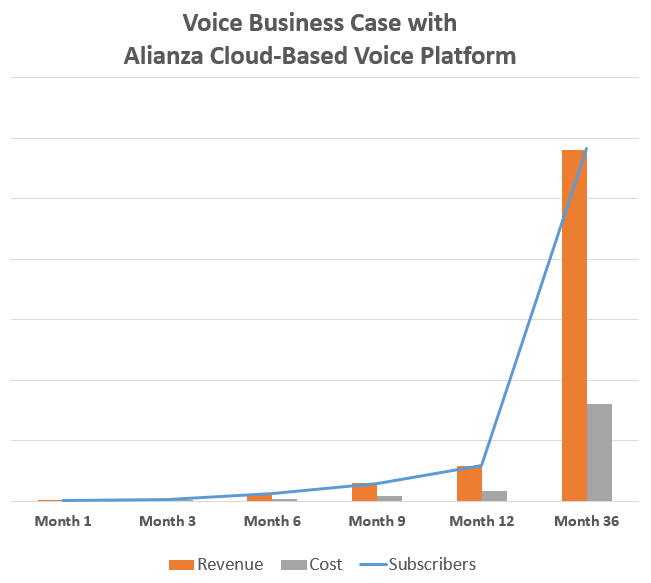 Voice Business Case with
Alianza Cloud-Based Voice Platform
Month 1 Month 3 Month 6 Month 9 Month 12 Month 36
Revenue Cost Subscribers